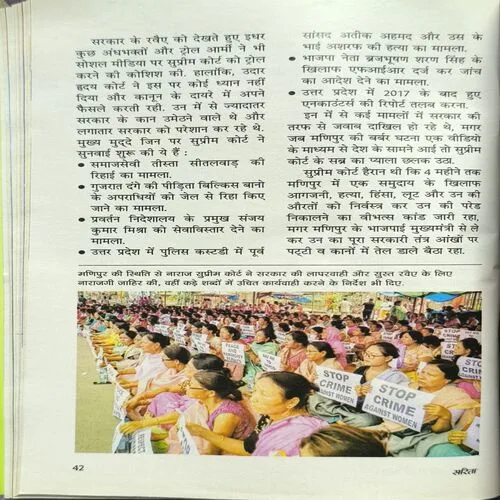 सरकार के रवैए को देखते हुए इधर
कुछ अंधभक्तों और ट्रोल आर्मी ने भी
सोशल मीडिया पर सुप्रीम कोर्ट को ट्रोल
करने की कोशिश की. हालांकि, उदार
हृदय कोर्ट ने इस पर कोई ध्यान नहीं
दिया और कानून के दायरे में अपने
फैसले करती रही. उन में से ज्यादातर
सरकार के कान उमेठने वाले थे और
लगातार सरकार को परेशान कर रहे थे.
मुख्य मुद्दे जिन पर सुप्रीम कोर्ट ने
सुनवाई शुरू की ये हैं :
● समाजसेवी तीस्ता सीतलवाड़ की
रिहाई का मामला.
● गुजरात दंगे की पीड़िता बिल्किस बानो
के अपराधियों को जेल से रिहा किए
जाने का मामला.
● प्रवर्तन निदेशालय के प्रमुख संजय
कुमार मिश्रा को सेवाविस्तार देने का
मामला.
● उत्तर प्रदेश में पुलिस कस्टडी में पूर्व
सांसद अतीक अहमद और उस के
भाई अशरफ की हत्या का मामला.
● भाजपा नेता ब्रजभूषण शरण सिंह के
खिलाफ एफआईआर दर्ज कर जांच
का आदेश देने का मामला.
● उत्तर प्रदेश में 2017 के बाद हुए
एनकाउंटर्स की रिपोर्ट तलब करना.
इन में से कई मामलों में सरकार की
तरफ से जवाब दाखिल हो रहे थे, मगर
जब मणिपुर की बर्बर घटना एक वीडियो
के माध्यम से देश के सामने आई तो सुप्रीम
कोर्ट के सब्र का प्याला छलक उठा.
सुप्रीम कोर्ट हैरान थी कि 4 महीने तक
मणिपुर में एक समुदाय के खिलाफ
आगजनी, हत्या, हिंसा, लूट और उन की
औरतों को निर्वस्त्र कर उन की परेड
निकालने का वीभत्स कांड जारी रहा,
मगर मणिपुर के भाजपाई मुख्यमंत्री से ले
कर उन का पूरा सरकारी तंत्र आंखों पर
पट्टी व कानों में तेल डाले बैठा रहा.
मणिपुर की स्थिति से नाराज सुप्रीम कोर्ट ने सरकार की लापरवाही और सुस्त रवैए के लिए
नाराजगी जाहिर की, वहीं कड़े शब्दों में उचित कार्यवाही करने के निर्देश भी दिए.
STOP
CRIME
AGAINST WOMEN
STOP
CRIME
AGAINST WOMEN
42
सरिता